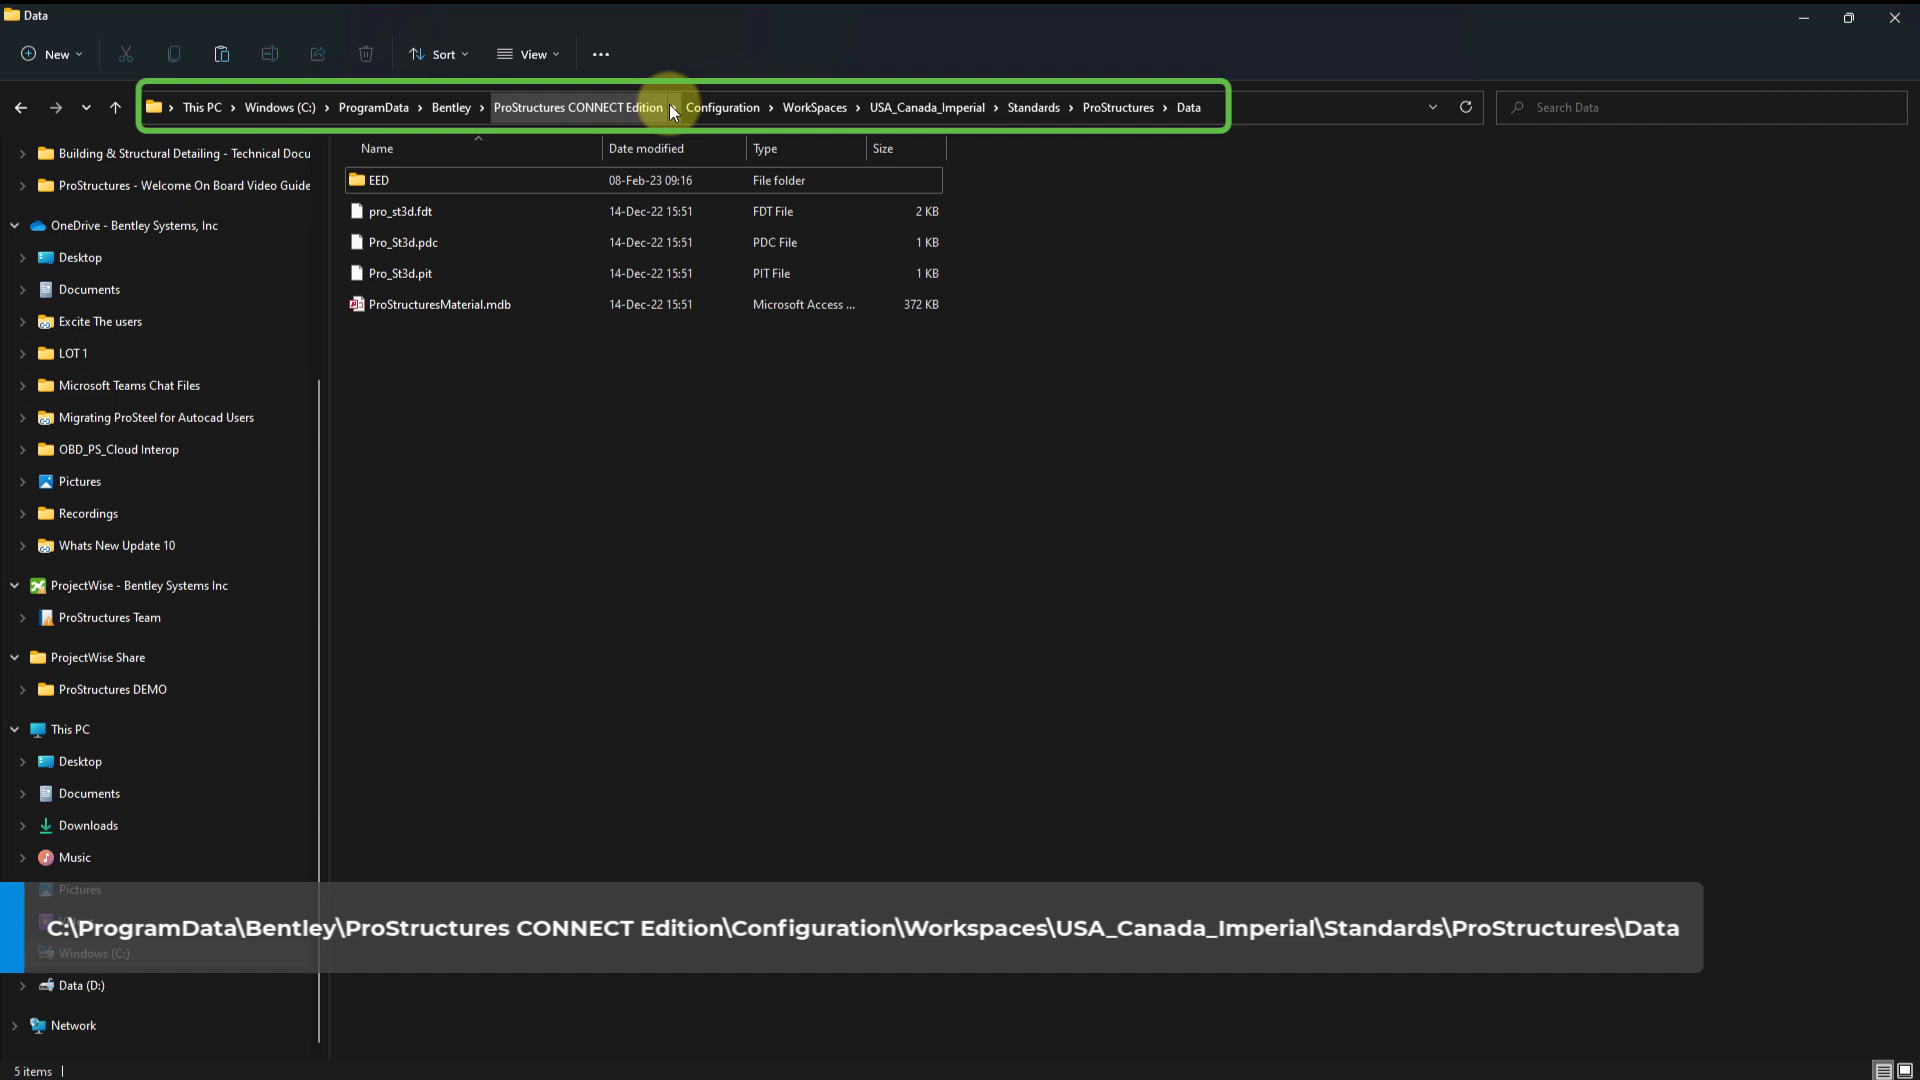 Data
New Sort View
This PC Windows (C:) ProgramData Bentley ProStructures CONNECT Edition Configuration WorkSpaces USA_Canada_Imperial Standards ProStructures Data
Search Data
Name Date modified Type Size
EED 08-Feb-23 09:16 File folder
pro_st3d.fdt 14-Dec-22 15:51 FDT File 2 KB
Pro_St3d.pdc 14-Dec-22 15:51 PDC File 1 KB
Pro_St3d.pit 14-Dec-22 15:51 PIT File 1 KB
ProStructuresMaterial.mdb 14-Dec-22 15:51 Microsoft Access ... 372 KB
Building & Structural Detailing - Technical Docu
ProStructures - Welcome On Board Video Guide
OneDrive - Bentley Systems, Inc
Desktop
Documents
Excite The users
LOT 1
Microsoft Teams Chat Files
Migrating ProSteel for Autocad Users
OBD_PS_Cloud Interop
Pictures
Recordings
Whats New Update 10
ProjectWise - Bentley Systems Inc
ProStructures Team
ProjectWise Share
ProStructures DEMO
This PC
Desktop
Documents
Downloads
Music
Pictures
C:\ProgramData\Bentley\ProStructures CONNECT Edition\Configuration\Workspaces\USA_Canada_Imperial\Standards\ProStructures\Data
Windows (C:)
Data (D:)
Network
5 items